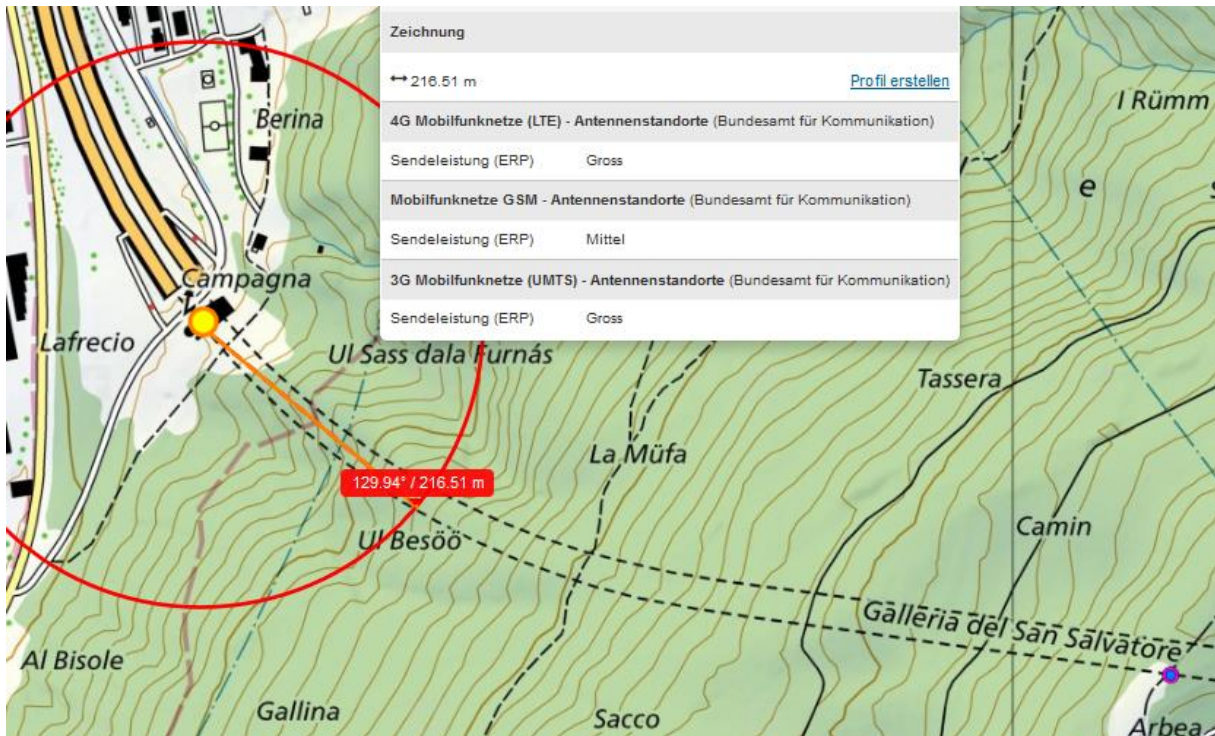 Zeichnung
↔ 216.51 m Profil erstellen
4G Mobilfunknetze (LTE) - Antennenstandorte (Bundesamt für Kommunikation)
Sendeleistung (ERP) Gross
Mobilfunknetze GSM - Antennenstandorte (Bundesamt für Kommunikation)
Sendeleistung (ERP) Mittel
3G Mobilfunknetze (UMTS) - Antennenstandorte (Bundesamt für Kommunikation)
Sendeleistung (ERP) Gross
I Rümm
Berina
e
Campagna
Lafrecio
Ul Sass dala Furnás
Tassera
La Müfa
129.94° / 216.51 m
Ul Besöö
Camin
Galleria del San Salvatore
Al Bisole
Gallina
Sacco
Arbea